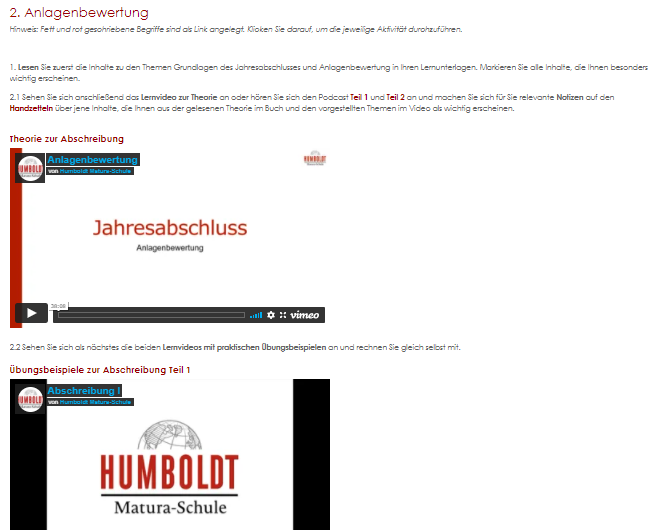 2. Anlagenbewertung
Hinweis: Fett und rot geschriebene Begriffe sind als Link angelegt. Klicken Sie darauf, um die jeweilige Aktivität durchzuführen.
1. Lesen Sie zuerst die Inhalte zu den Themen Grundlagen des Jahresabschlusses und Anlagenbewertung in Ihren Lernunterlagen. Markieren Sie alle Inhalte, die Ihnen besonders
wichtig erscheinen.
2.1 Sehen Sie sich anschließend das Lernvideo zur Theorie an oder hören Sie sich den Podcast Teil 1 und Teil 2 an und machen Sie sich für Sie relevante Notizen auf den
Handzetteln über jene Inhalte, die Ihnen aus der gelesenen Theorie im Buch und den vorgestellten Themen im Video als wichtig erscheinen.
Theorie zur Abschreibung
HUMBOLDT
Anlagenbewertung
von Humboldt Matura-Schule
HUMBOLDT
Jahresabschluss
Anlagenbewertung
38:08
vimeo
2.2 Sehen Sie sich als nächstes die beiden Lernvideos mit praktischen Übungsbeispielen an und rechnen Sie gleich selbst mit.
Übungsbeispiele zur Abschreibung Teil 1
HUMBOLDT
Abschreibung I
von Humboldt Matura-Schule
HUMBOLDT
Matura-Schule